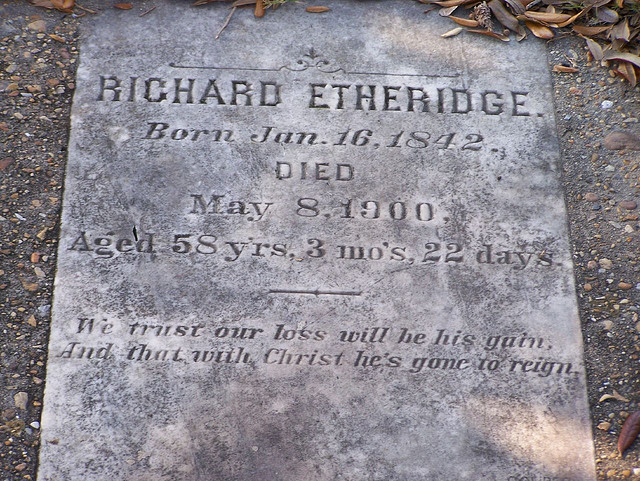 RICHARD ETHERIDGE.
Born Jan. 16, 1842.
DIED
May 8, 1900.
Aged 58 yrs, 3 mo's, 22 days.
We trust our loss will be his gain,
And that with Christ he's gone to reign.